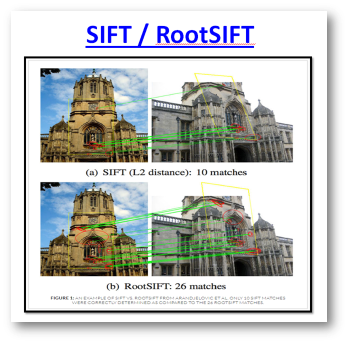 SIFT / RootSIFT
(a) SIFT (L2 distance): 10 matches
(b) RootSIFT: 26 matches
FIGURE 1: AN EXAMPLE OF SIFT VS. ROOTSIFT FROM ARANDJELOVIC ET AL. ONLY 10 SIFT MATCHES
WERE CORRECTLY DETERMINED AS COMPARED TO THE 26 ROOTSIFT MATCHES.